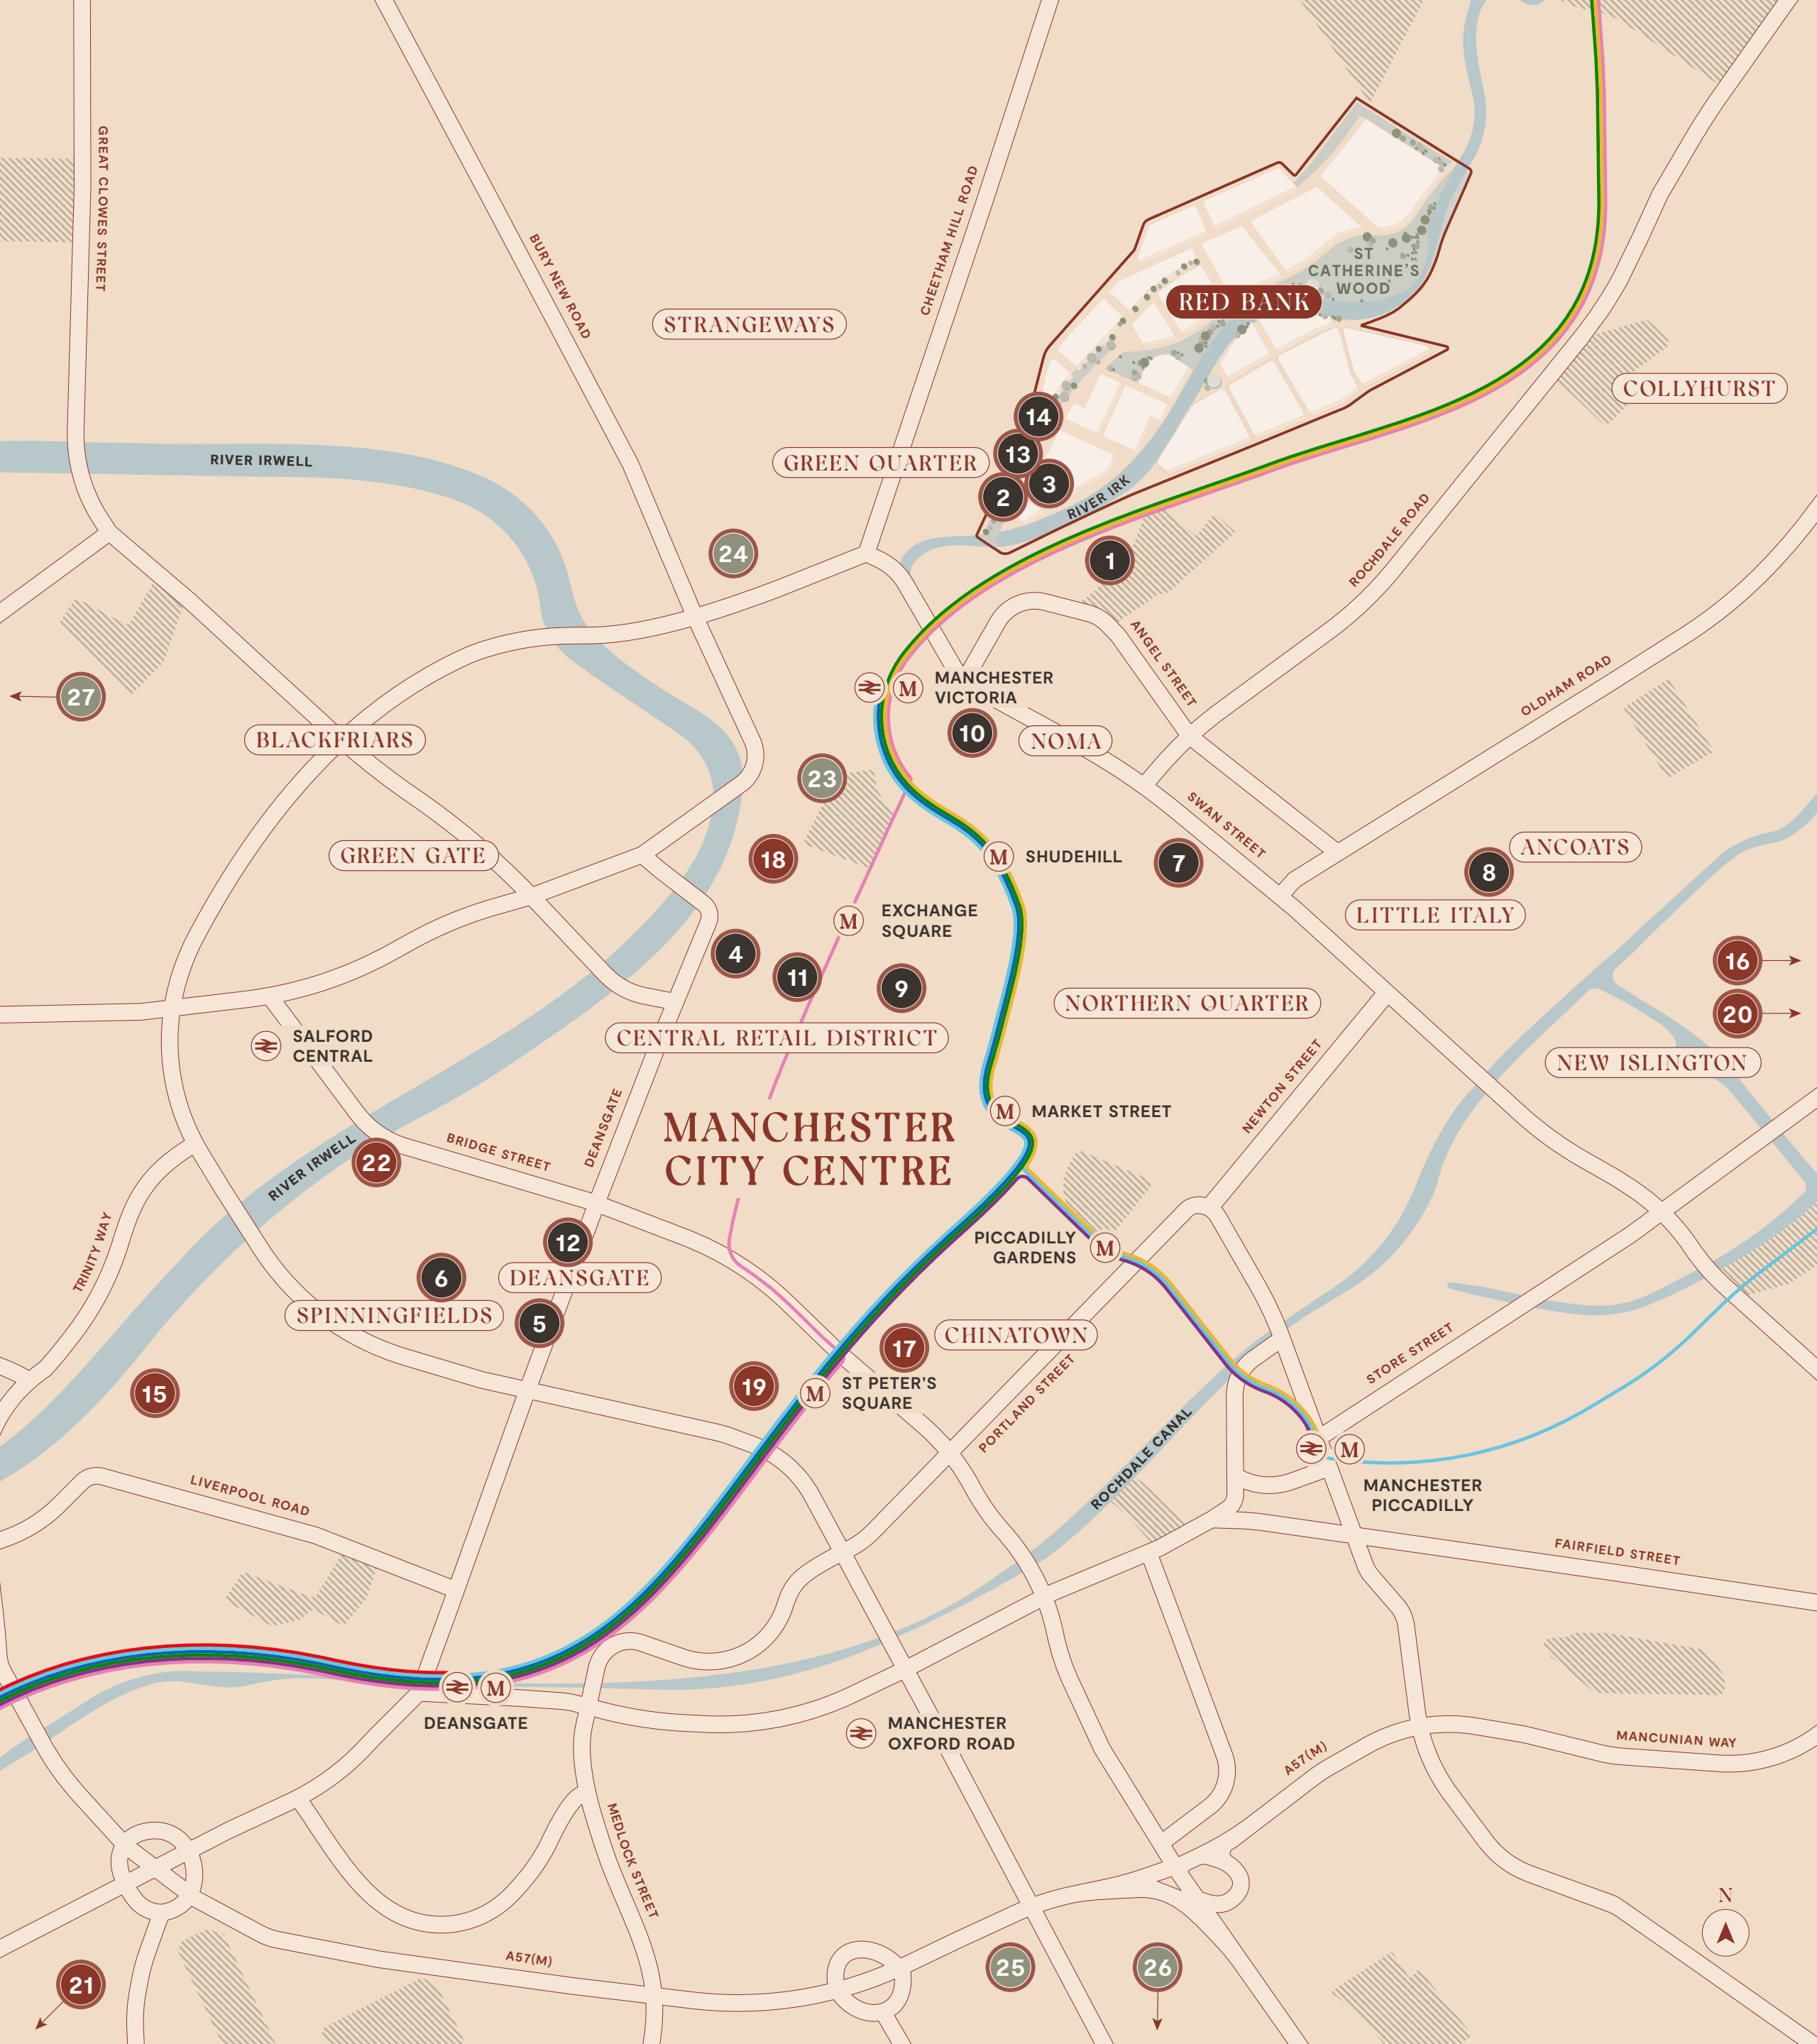 GREAT CLOWES STREET
BURY NEW ROAD
CHEETHAM HILL ROAD
ST
CATHERINE'S
WOOD
RED BANK
STRANGEWAYS
COLLYHURST
14
GREEN QUARTER
13
3
2
RIVER IRK
RIVER IRWELL
24
1
ROCHDALE ROAD
ANGEL STREET
OLDHAM ROAD
27
M
MANCHESTER
VICTORIA
10
NOMA
BLACKFRIARS
23
SWAN STREET
GREEN GATE
18
M
SHUDEHILL
7
ANCOATS
8
LITTLE ITALY
M
EXCHANGE
SQUARE
4
11
9
16
20
NORTHERN QUARTER
CENTRAL RETAIL DISTRICT
SALFORD
CENTRAL
NEW ISLINGTON
NEWTON STREET
DEANSGATE
M
MARKET STREET
MANCHESTER
CITY CENTRE
BRIDGE STREET
22
RIVER IRWELL
TRINITY WAY
12
PICCADILLY
GARDENS
M
6
DEANSGATE
SPINNINGFIELDS
5
17
CHINATOWN
STORE STREET
15
19
M
ST PETER'S
SQUARE
PORTLAND STREET
ROCHDALE CANAL
M
MANCHESTER
PICCADILLY
LIVERPOOL ROAD
FAIRFIELD STREET
M
DEANSGATE
MANCHESTER
OXFORD ROAD
A57(M)
MANCUNIAN WAY
MEDLOCK STREET
N
A57(M)
25
26
21